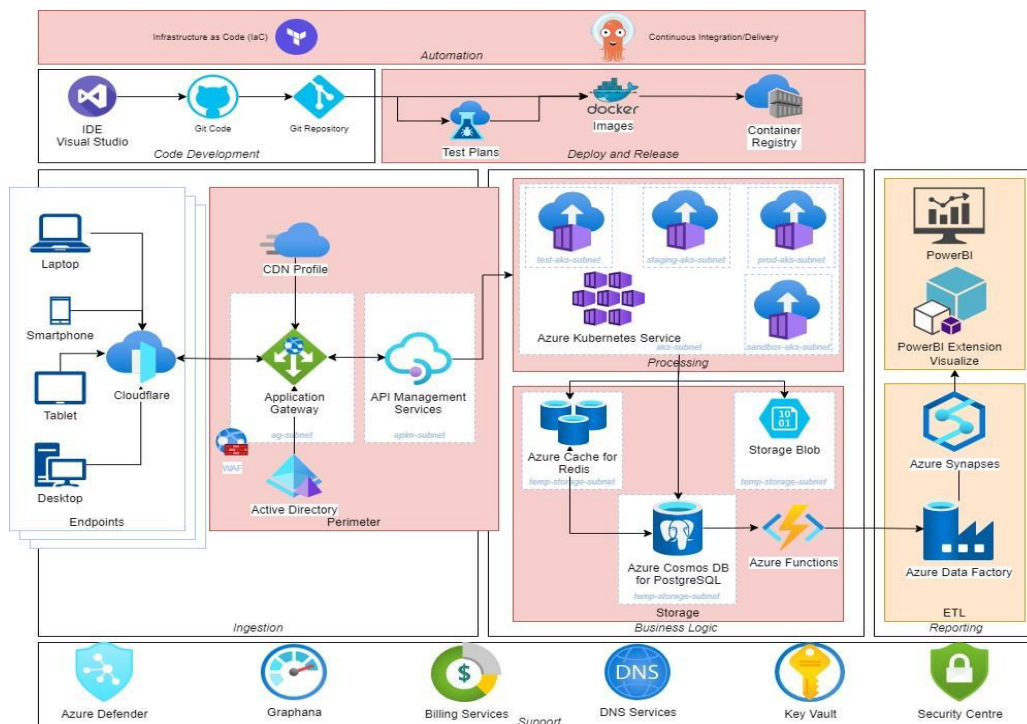 Infrastructure as Code (IaC)
Continuous Integration/Delivery
Automation
IDE
Visual Studio
Git Code
Git Repository
Code Development
Test Plans
docker
Images
Container
Registry
Deploy and Release
Laptop
Smartphone
Tablet
Cloudflare
Desktop
Endpoints
CDN Profile
Application
Gateway
ag-subnet
API Management
Services
apim-subnet
WAF
Active Directory
Perimeter
Ingestion
test-aks-subnet
staging-aks-subnet
prod-aks-subnet
Azure Kubernetes Service
aks-subnet
sandbox-aks-subnet
Processing
Azure Cache for
Redis
temp-storage-subnet
10
01
Storage Blob
temp-storage-subnet
Azure Cosmos DB
for PostgreSQL
temp-storage-subnet
Azure Functions
Storage
Business Logic
PowerBI
PowerBI Extension
Visualize
Azure Synapses
Azure Data Factory
ETL
Reporting
Azure Defender
Graphana
$
Billing Services
DNS
DNS Services
Key Vault
Security Centre
Support